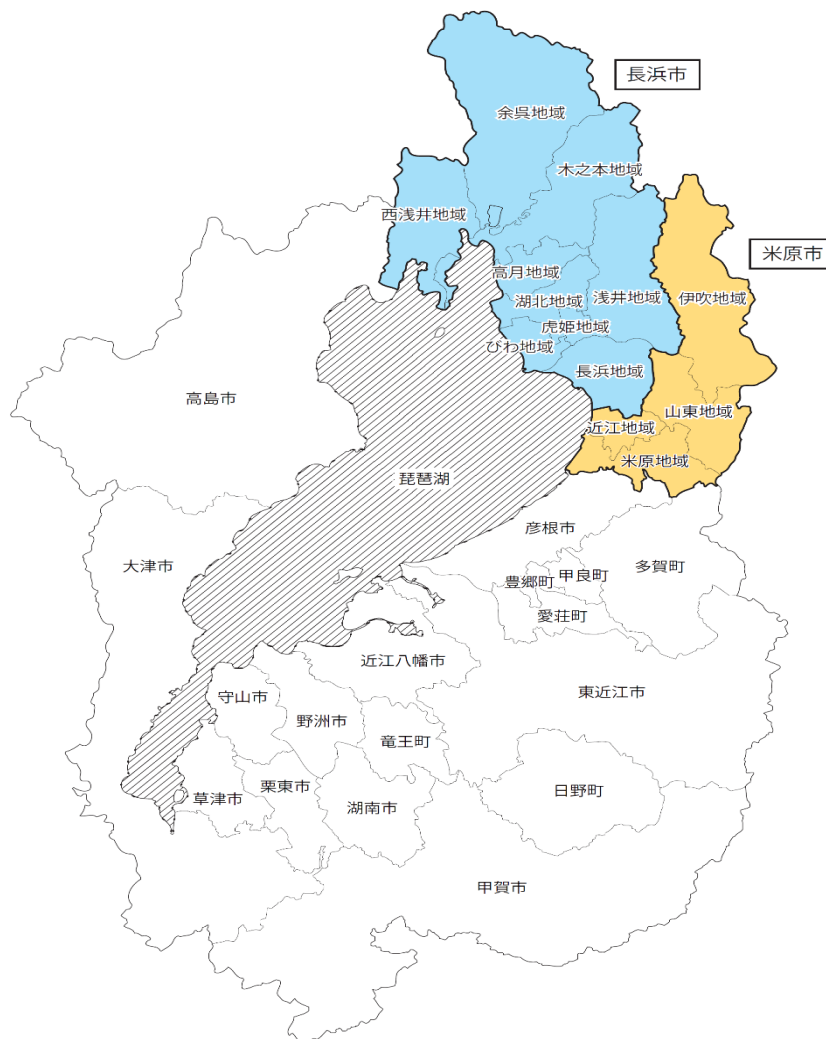 長浜市
余呉地域
木之本地域
西浅井地域
米原市
高月地域
伊吹地域
浅井地域
湖北地域
虎姫地域
びわ地域
長浜地域
高島市
山東地域
近江地域
米原地域
琵琶湖
彦根市
大津市
多賀町
甲良町
豊郷町
愛荘町
近江八幡市
東近江市
守山市
野洲市
竜王町
日野町
栗東市
草津市
湖南市
甲賀市